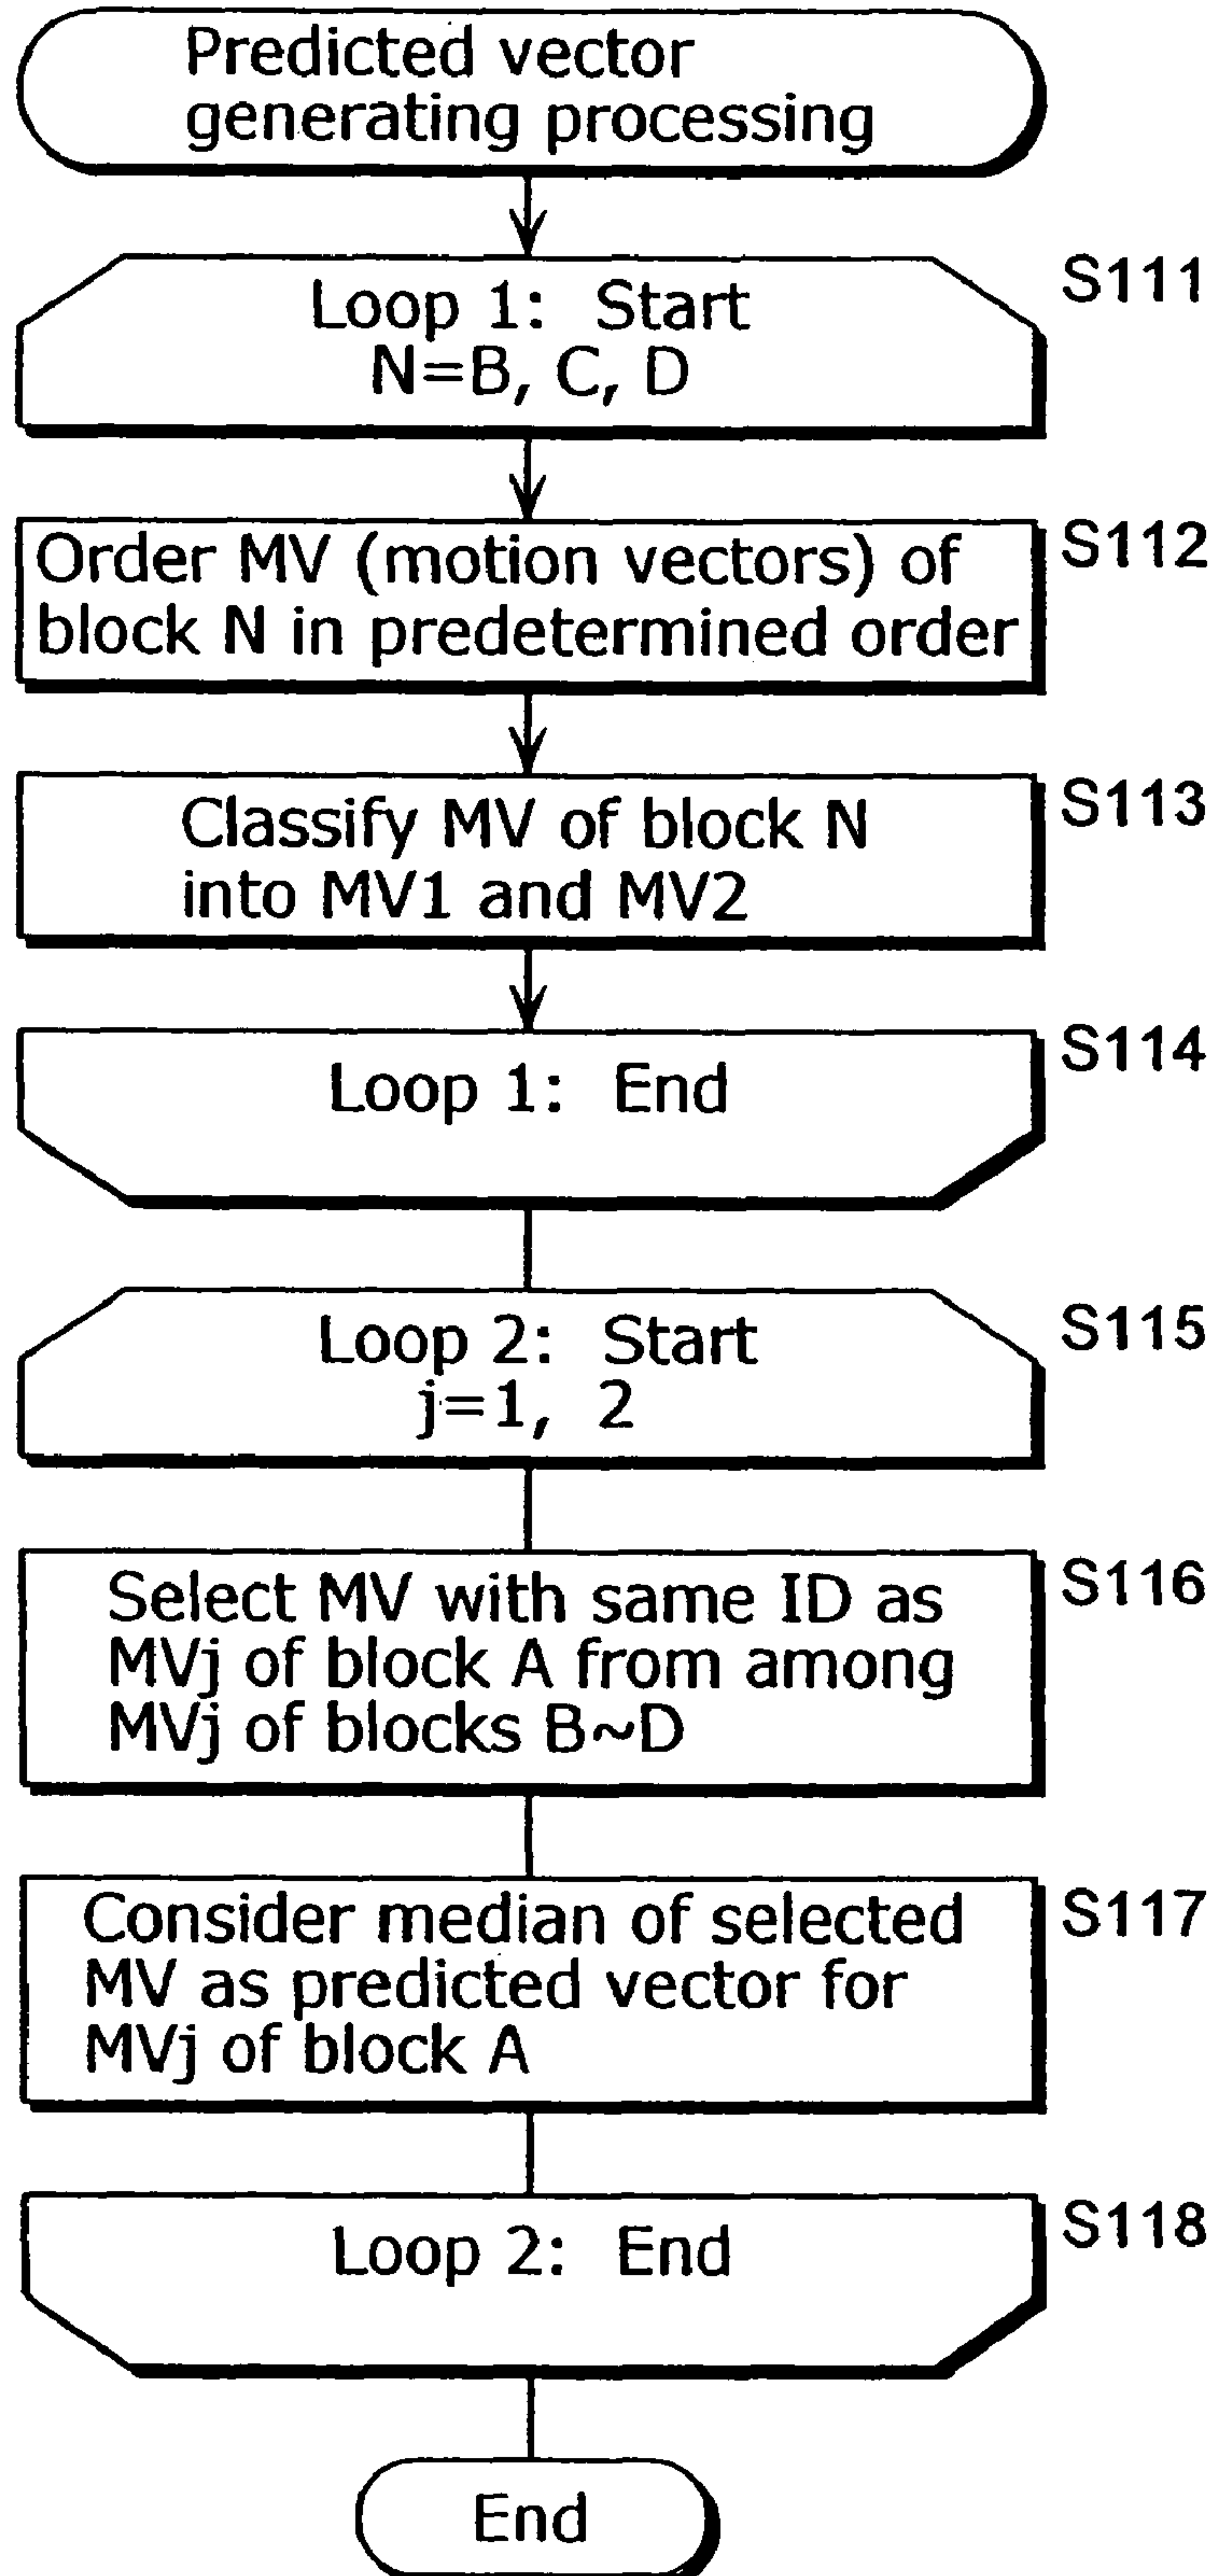 Predicted vector
generating processing
S111
Loop 1: Start
N=B, C, D
S112
Order MV (motion vectors) of
block N in predetermined order
S113
Classify MV of block N
into MV1 and MV2
S114
Loop 1: End
S115
Loop 2: Start
j=1, 2
S116
Select MV with same ID as
MVj of block A from among
MVj of blocks B~D
S117
Consider median of selected
MV as predicted vector for
MVj of block A
S118
Loop 2: End
End